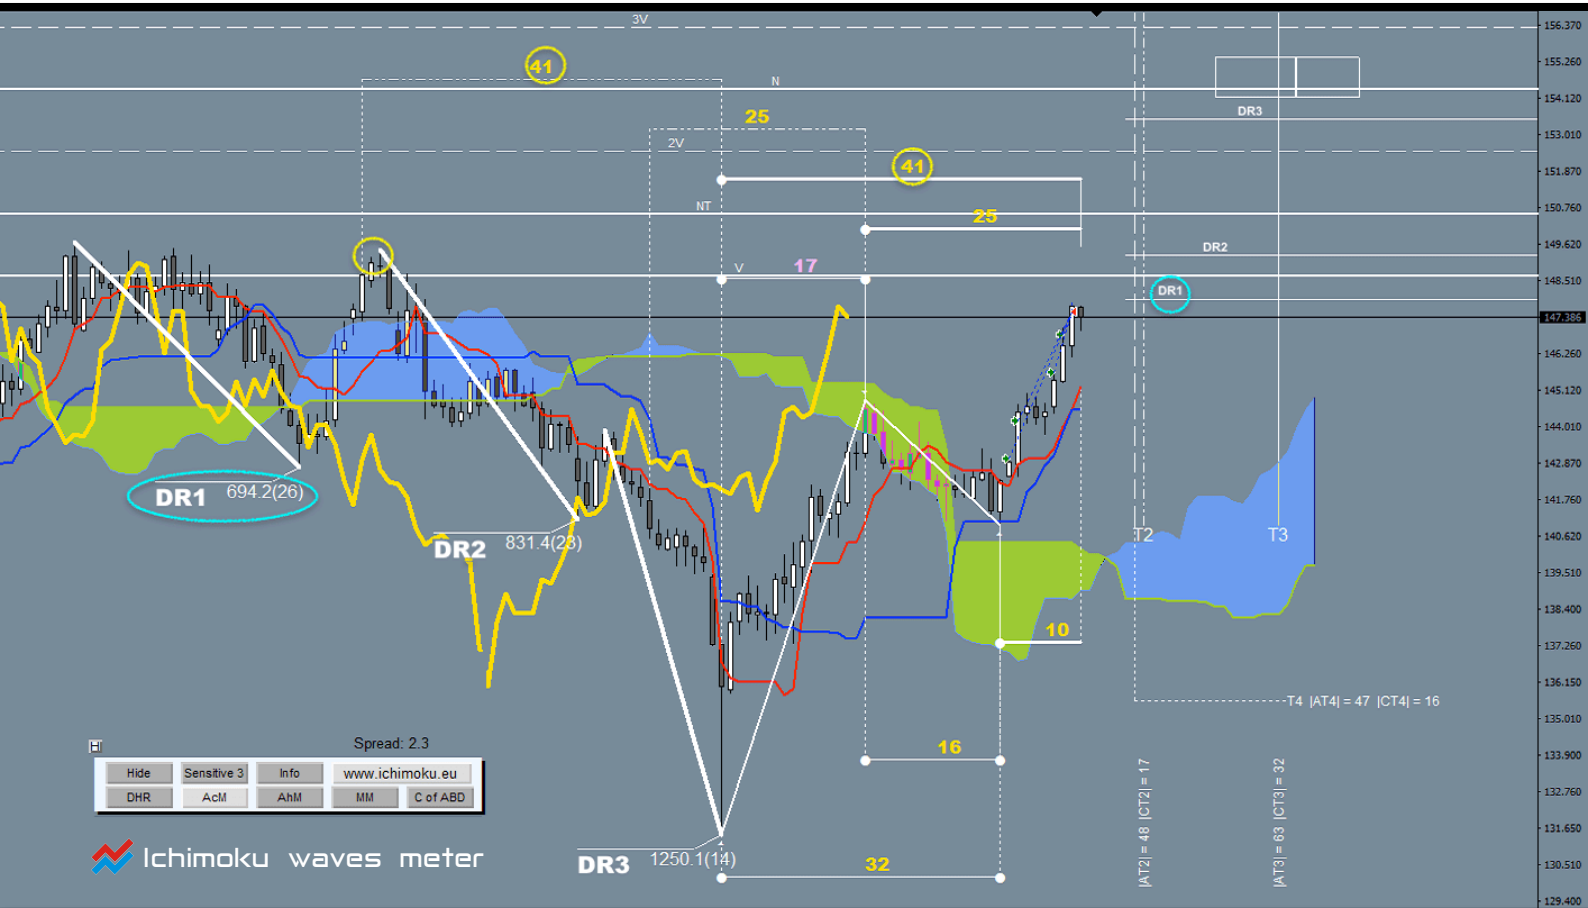 3V
156.370
41
155.260
N
154.120
DR3
25
153.010
2V
41
151.870
NT
150.760
25
DR2
149.620
V
17
148.510
DR1
147.386
146.260
145.120
144.010
142.870
DR1
694.2(26)
141.760
DR2
831.4(23)
T2
T3
140.620
139.510
138.400
10
137.260
136.150
T4 |AT4| = 47 |CT4| = 16
135.010
H
Spread: 2.3
16
133.900
Hide
Sensitive 3
Info
www.ichimoku.eu
DHR
AcM
AhM
MM
C of ABD
132.760
|AT2| = 48 |CT2| = 17
|AT3| = 63 |CT3| = 32
131.650
Ichimoku waves meter
DR3
1250.1(14)
32
130.510
129.400